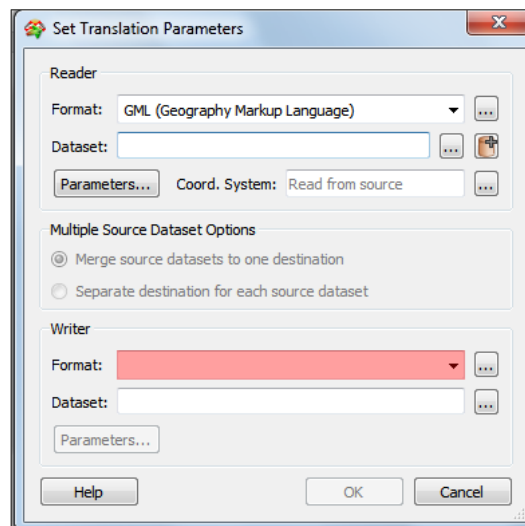 Set Translation Parameters
Reader
Format: GML (Geography Markup Language) ...
Dataset: ...
Parameters... Coord. System: Read from source ...
Multiple Source Dataset Options
Merge source datasets to one destination
Separate destination for each source dataset
Writer
Format: ...
Dataset: ...
Parameters...
Help OK Cancel